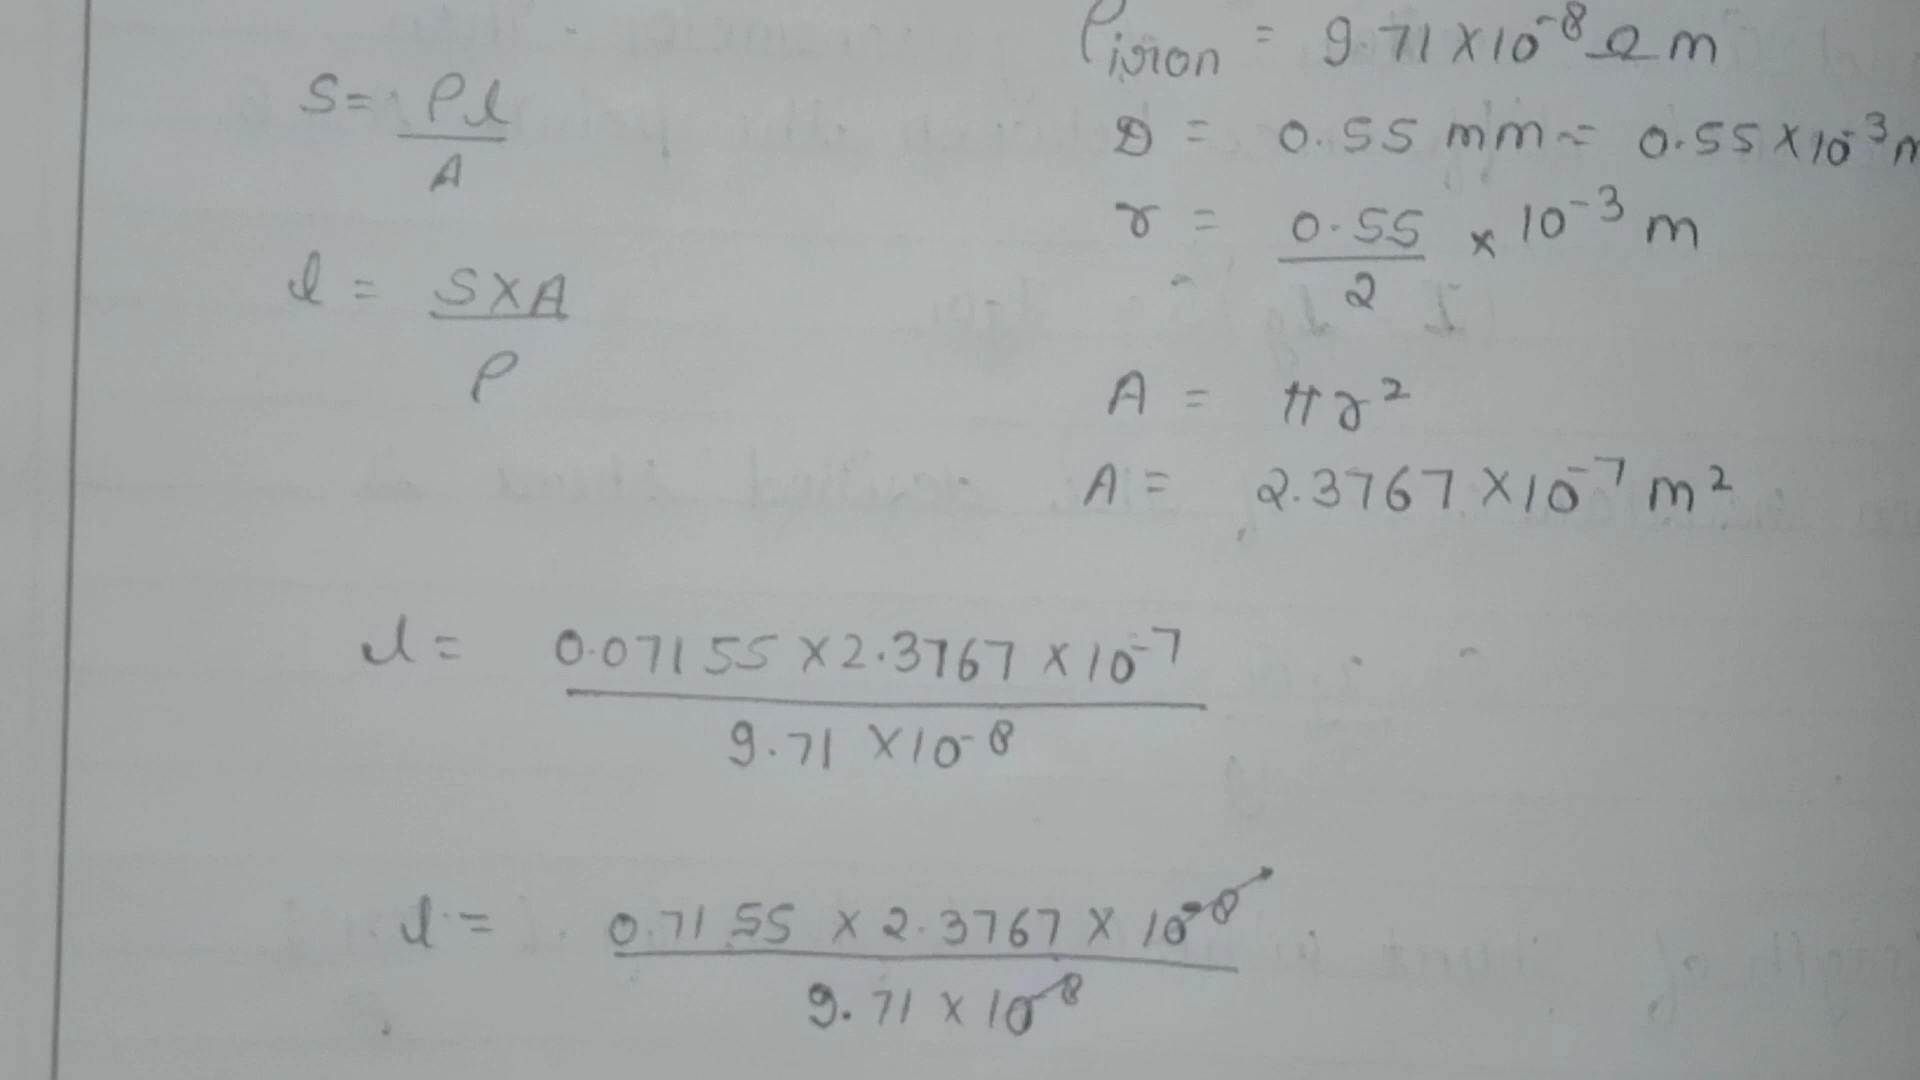 ρiron = 9.71 × 10⁻⁸ Ω m
S = ρl / A
D = 0.55 mm = 0.55 × 10⁻³ m
r = 0.55 / 2 × 10⁻³ m
l = S × A / ρ
A = πr²
A = 2.3767 × 10⁻⁷ m²
l = 0.07155 × 2.3767 × 10⁻⁷ / 9.71 × 10⁻⁸
l = 0.7155 × 2.3767 × 10⁻⁸ / 9.71 × 10⁻⁸